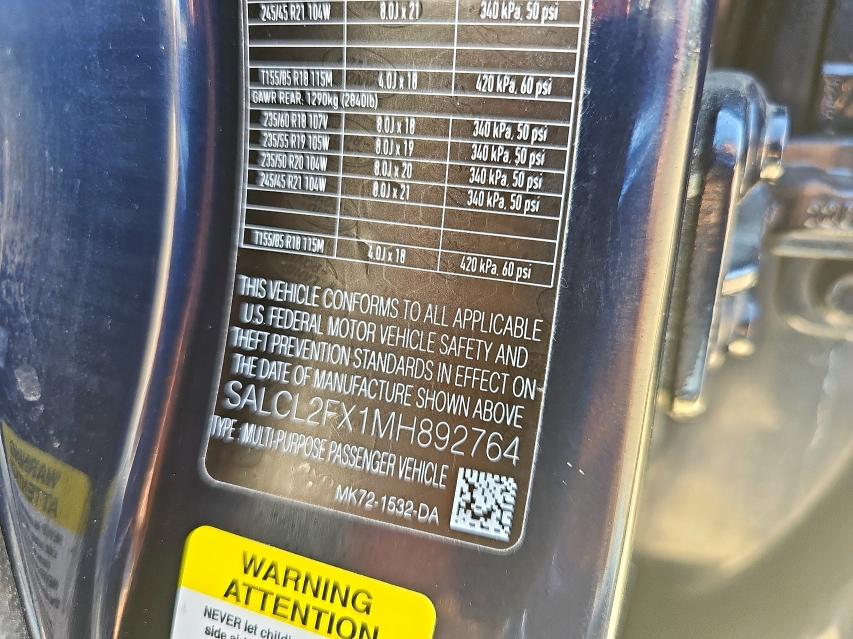 245/45 R21 104W 8.0J x 21 340 kPa, 50 psi
T155/85 R18 115M 4.0J x 18 420 kPa, 60 psi
GAWR REAR: 1290kg (2840lb)
235/60 R18 107V 8.0J x 18 340 kPa, 50 psi
235/55 R19 105W 8.0J x 19 340 kPa, 50 psi
235/50 R20 104W 8.0J x 20 340 kPa, 50 psi
245/45 R21 104W 8.0J x 21 340 kPa, 50 psi
T155/85 R18 115M 4.0J x 18 420 kPa, 60 psi
THIS VEHICLE CONFORMS TO ALL APPLICABLE
U.S. FEDERAL MOTOR VEHICLE SAFETY AND
THEFT PREVENTION STANDARDS IN EFFECT ON
THE DATE OF MANUFACTURE SHOWN ABOVE
SALCL2FX1MH892764
TYPE : MULTI-PURPOSE PASSENGER VEHICLE
MK72-1532-DA
WARNING
ATTENTION
NEVER let child
side